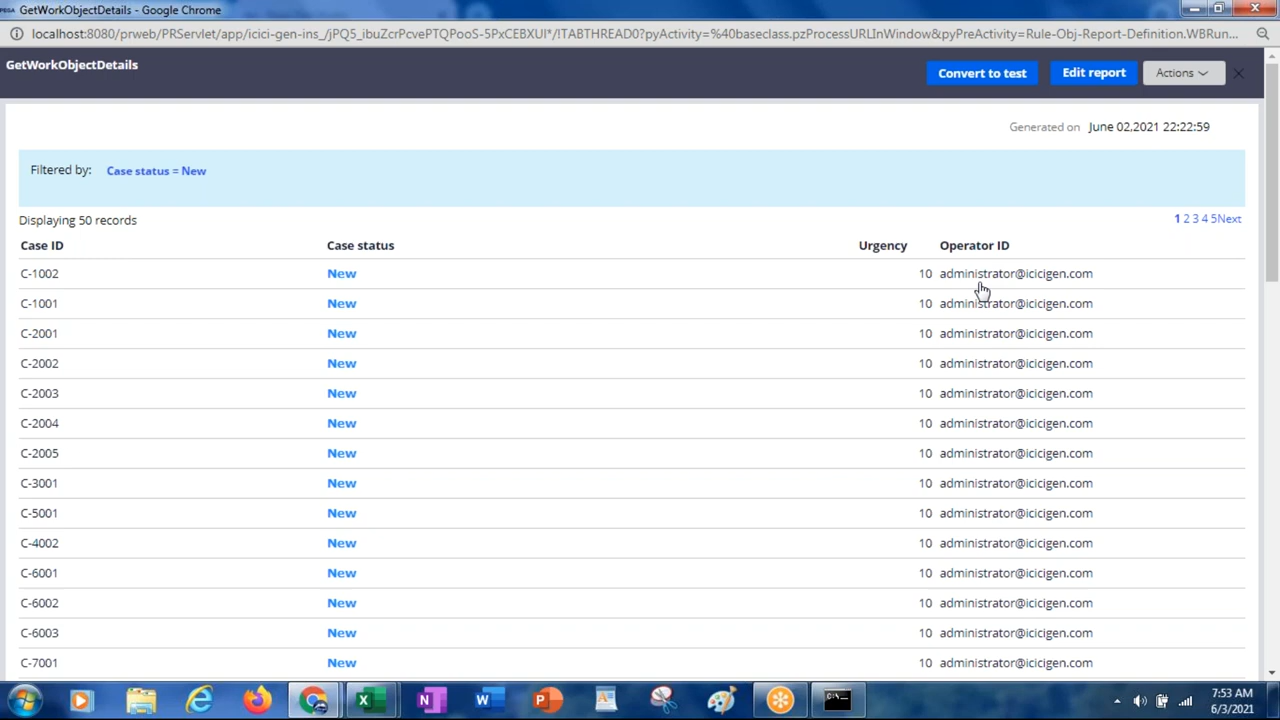 PEGA GetWorkObjectDetails - Google Chrome
localhost:8080/prweb/PRServlet/app/icici-gen-ins_/jPQ5_ibuZcrPcvePTQPooS-5PxCEBXUI*/!TABTHREAD0?pyActivity=%40baseclass.pzProcessURLInWindow&pyPreActivity=Rule-Obj-Report-Definition.WBRun...
GetWorkObjectDetails
Convert to test Edit report Actions
Generated on June 02,2021 22:22:59
Filtered by: Case status = New
Displaying 50 records
1 2 3 4 5Next
Case ID Case status Urgency Operator ID
C-1002 New 10 administrator@icicigen.com
C-1001 New 10 administrator@icicigen.com
C-2001 New 10 administrator@icicigen.com
C-2002 New 10 administrator@icicigen.com
C-2003 New 10 administrator@icicigen.com
C-2004 New 10 administrator@icicigen.com
C-2005 New 10 administrator@icicigen.com
C-3001 New 10 administrator@icicigen.com
C-5001 New 10 administrator@icicigen.com
C-4002 New 10 administrator@icicigen.com
C-6001 New 10 administrator@icicigen.com
C-6002 New 10 administrator@icicigen.com
C-6003 New 10 administrator@icicigen.com
C-7001 New 10 administrator@icicigen.com
7:53 AM
6/3/2021